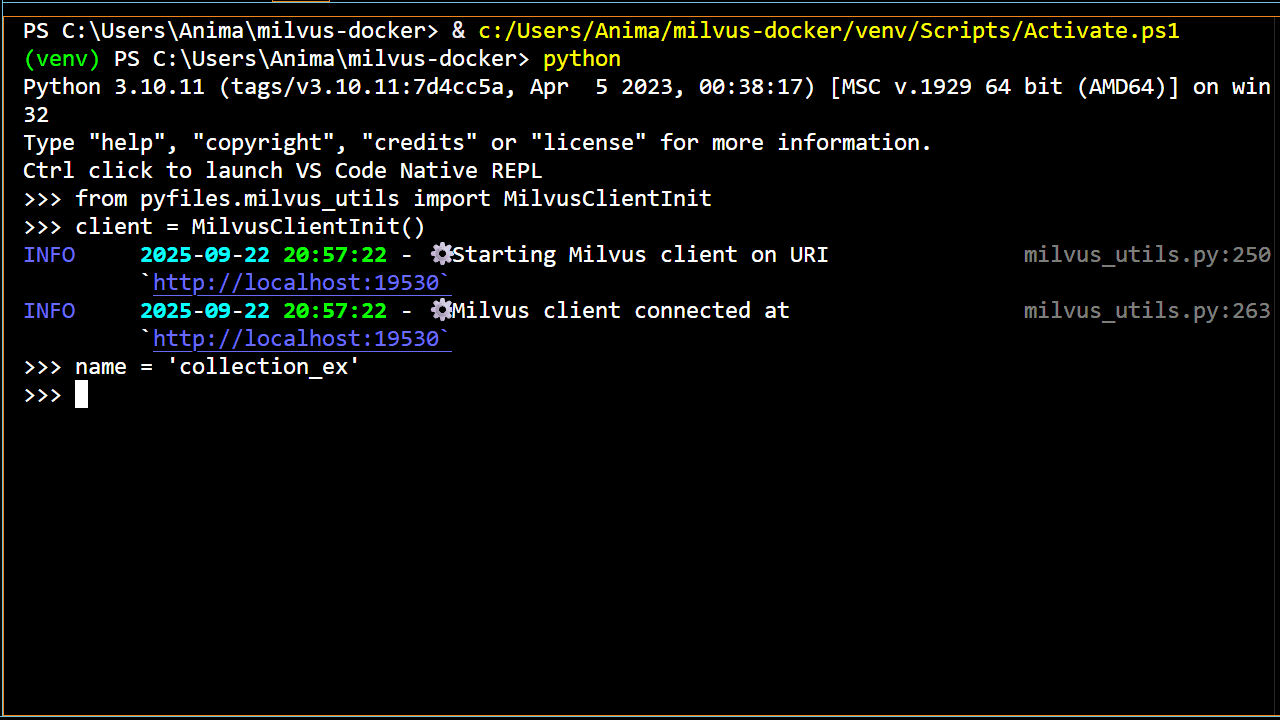 PS C:\Users\Anima\milvus-docker> & c:/Users/Anima/milvus-docker/venv/Scripts/Activate.ps1
(venv) PS C:\Users\Anima\milvus-docker> python
Python 3.10.11 (tags/v3.10.11:7d4cc5a, Apr  5 2023, 00:38:17) [MSC v.1929 64 bit (AMD64)] on win
32
Type "help", "copyright", "credits" or "license" for more information.
Ctrl click to launch VS Code Native REPL
>>> from pyfiles.milvus_utils import MilvusClientInit
>>> client = MilvusClientInit()
INFO     2025-09-22 20:57:22 - ⚙Starting Milvus client on URI               milvus_utils.py:250
         `http://localhost:19530`
INFO     2025-09-22 20:57:22 - ⚙Milvus client connected at                  milvus_utils.py:263
         `http://localhost:19530`
>>> name = 'collection_ex'
>>>